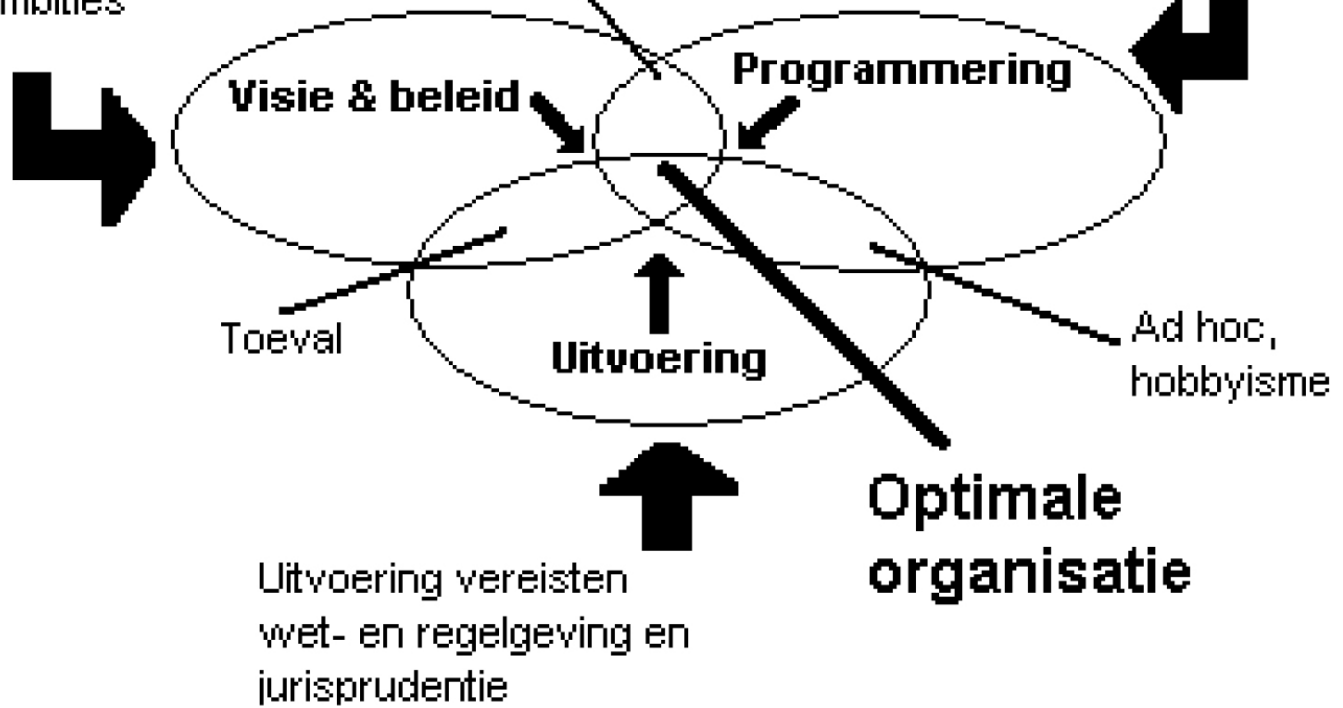 Programmering
Visie & beleid
Toeval
Uitvoering
Ad hoc,
hobbyisme
Optimale
organisatie
Uitvoering vereisten
wet- en regelgeving en
jurisprudentie